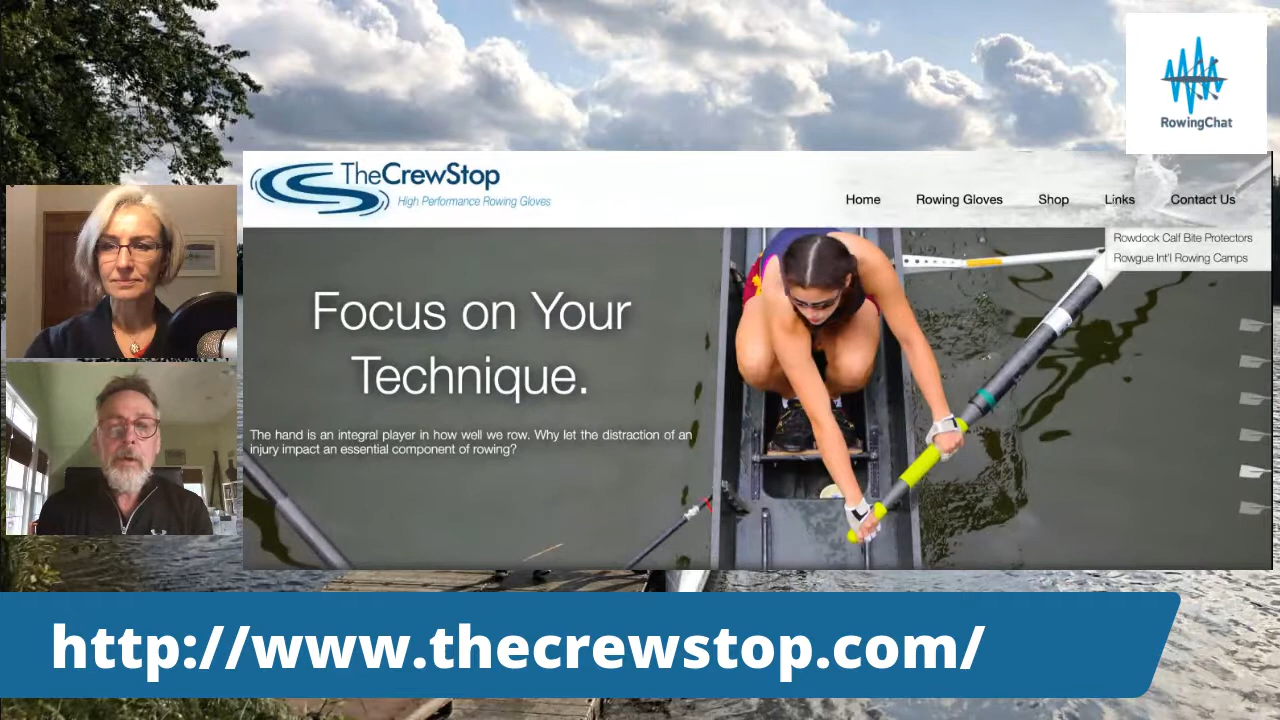 RowingChat
TheCrewStop
High Performance Rowing Gloves
Home Rowing Gloves Shop Links Contact Us
Rowdock Calf Bite Protectors
Rowgue Int'l Rowing Camps
Focus on Your
Technique.
The hand is an integral player in how well we row. Why let the distraction of an
injury impact an essential component of rowing?
http://www.thecrewstop.com/